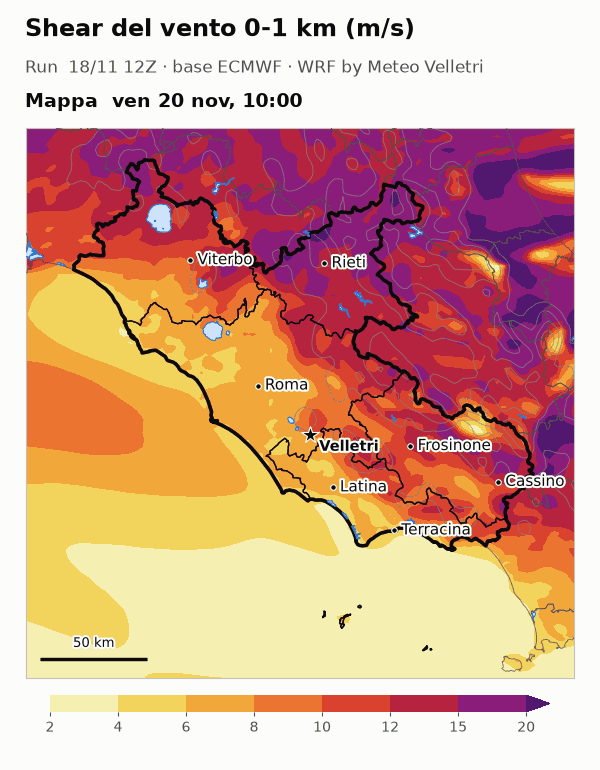 Shear del vento 0-1 km (m/s)
Run  18/11 12Z · base ECMWF · WRF by Meteo Velletri
Mappa  ven 20 nov, 10:00
Viterbo
Rieti
Roma
Velletri
Frosinone
Latina
Cassino
Terracina
50 km
2 4 6 8 10 12 15 20